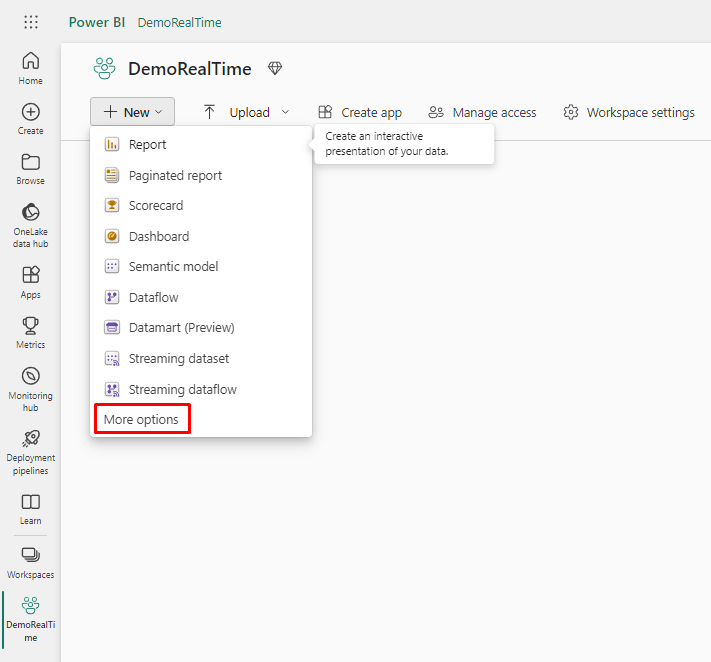 Power BI DemoRealTime
Home
Create
Browse
OneLake
data hub
Apps
Metrics
Monitoring
hub
Deployment
pipelines
Learn
Workspaces
DemoRealTi
me
DemoRealTime
New
Upload
Create app
Manage access
Workspace settings
Create an interactive
presentation of your data.
Report
Paginated report
Scorecard
Dashboard
Semantic model
Dataflow
Datamart (Preview)
Streaming dataset
Streaming dataflow
More options